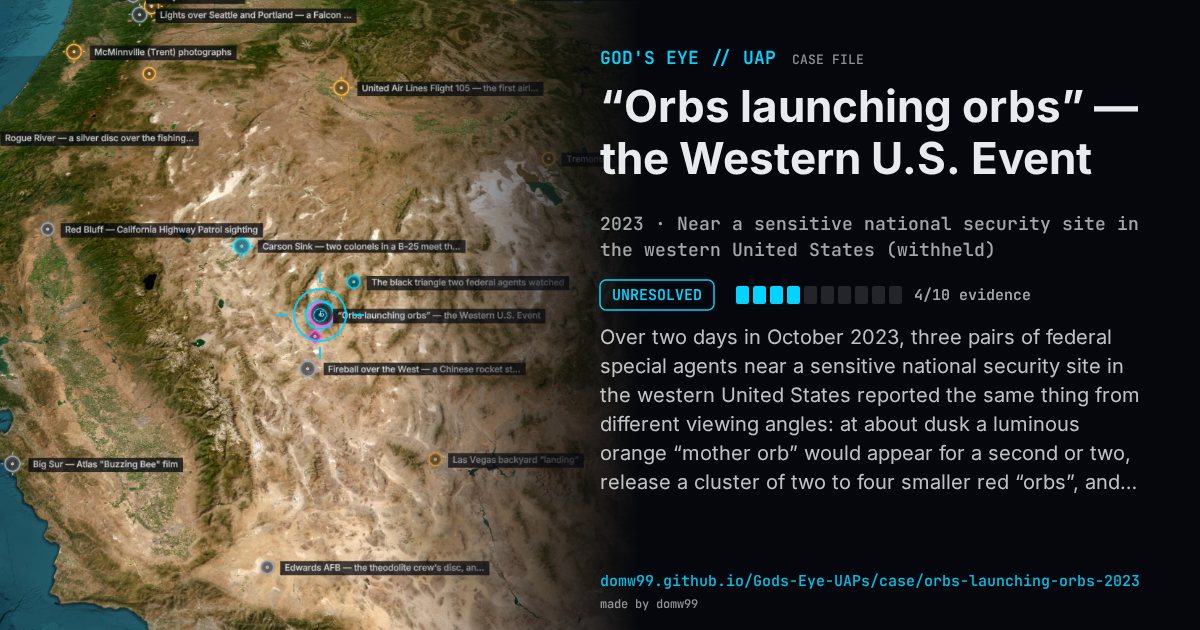 Lights over Seattle and Portland — a Falcon ...
McMinnville (Trent) photographs
United Air Lines Flight 105 — the first airl...
Rogue River — a silver disc over the fishing...
Red Bluff — California Highway Patrol sighting
Carson Sink — two colonels in a B-25 meet th...
The black triangle two federal agents watched
"Orbs launching orbs" — the Western U.S. Event
Fireball over the West — a Chinese rocket st...
Las Vegas backyard "landing"
Big Sur — Atlas "Buzzing Bee" film
Edwards AFB — the theodolite crew's disc, an...
GOD'S EYE // UAP CASE FILE
“Orbs launching orbs” —
the Western U.S. Event
2023 · Near a sensitive national security site in
the western United States (withheld)
UNRESOLVED 4/10 evidence
Over two days in October 2023, three pairs of federal
special agents near a sensitive national security site in
the western United States reported the same thing from
different viewing angles: at about dusk a luminous
orange “mother orb” would appear for a second or two,
release a cluster of two to four smaller red “orbs”, and...
domw99.github.io/Gods-Eye-UAPs/case/orbs-launching-orbs-2023
made by domw99